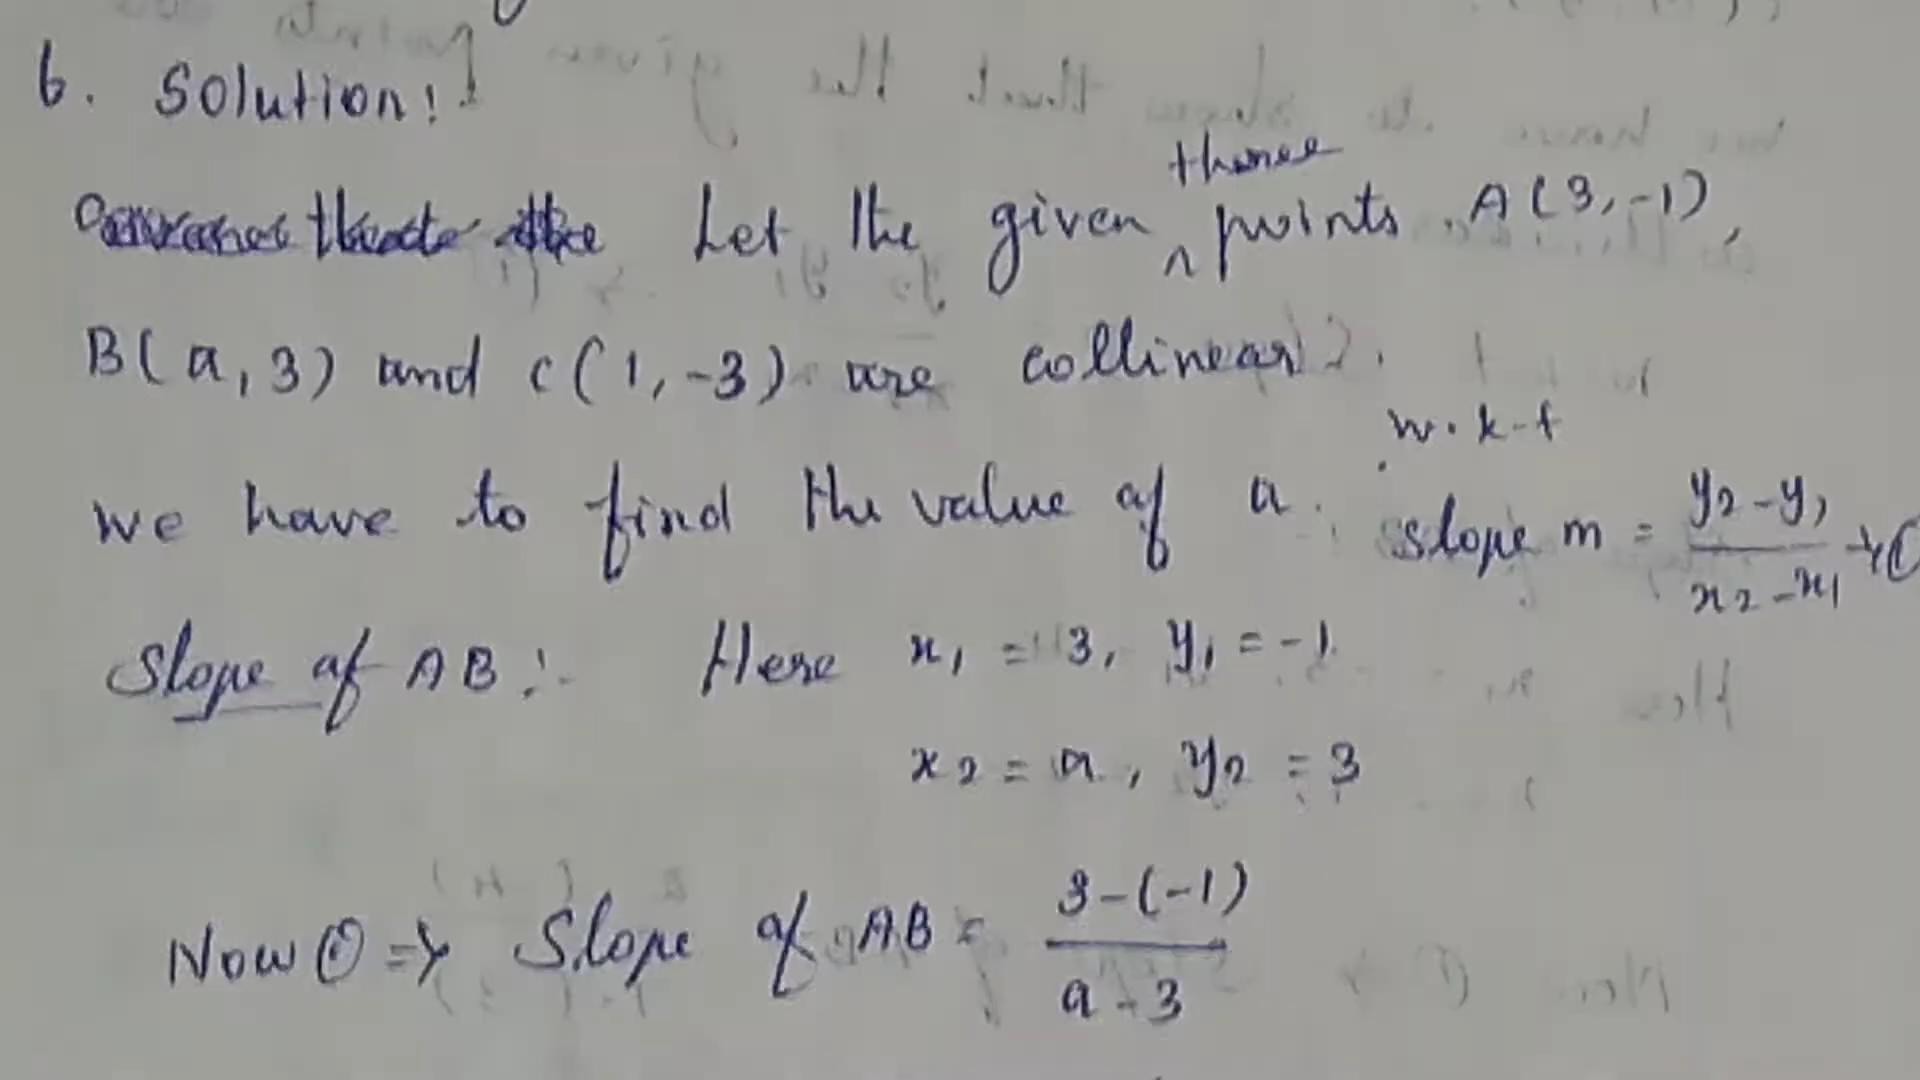 6. Solution:-
three
Let the given ^ points A(3,-1),
B(a,3) and C(1,-3) are collinear.
w.k.t
we have to find the value of a. slope m = y2-y1/x2-x1 →
Slope of AB:- Here x1 = 3, y1 = -1
x2 = a, y2 = 3
Now ① => Slope of AB = 3-(-1)/a-3